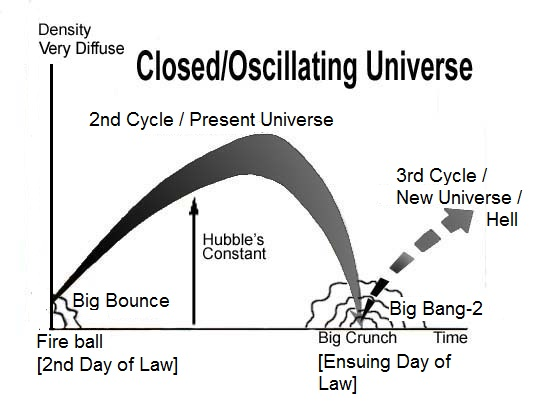 Density
Very Diffuse
Closed/Oscillating Universe
2nd Cycle / Present Universe
3rd Cycle /
New Universe /
Hell
Hubble's
Constant
Big Bounce
Big Bang-2
Fire ball
[2nd Day of Law]
Big Crunch
Time
[Ensuing Day of
Law]